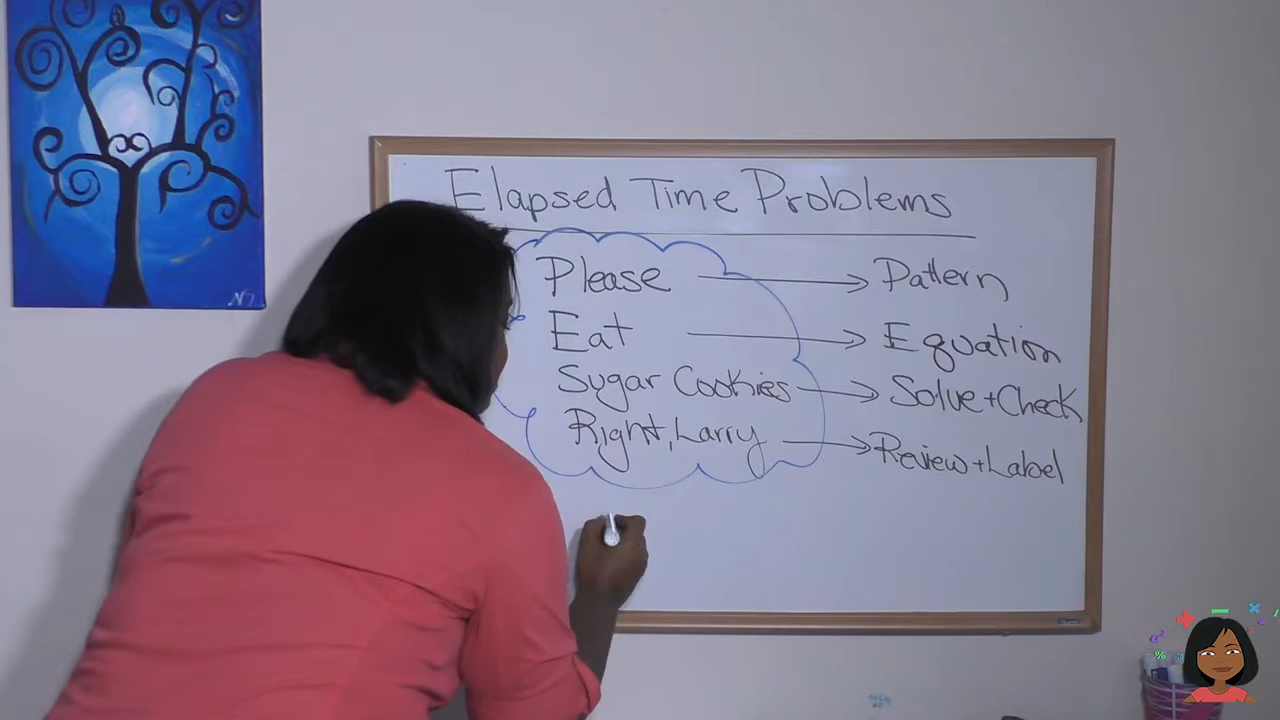 Elapsed Time Problems
Please → Pattern
Eat → Equation
Sugar Cookies → Solve + Check
Right, Larry → Review + Label